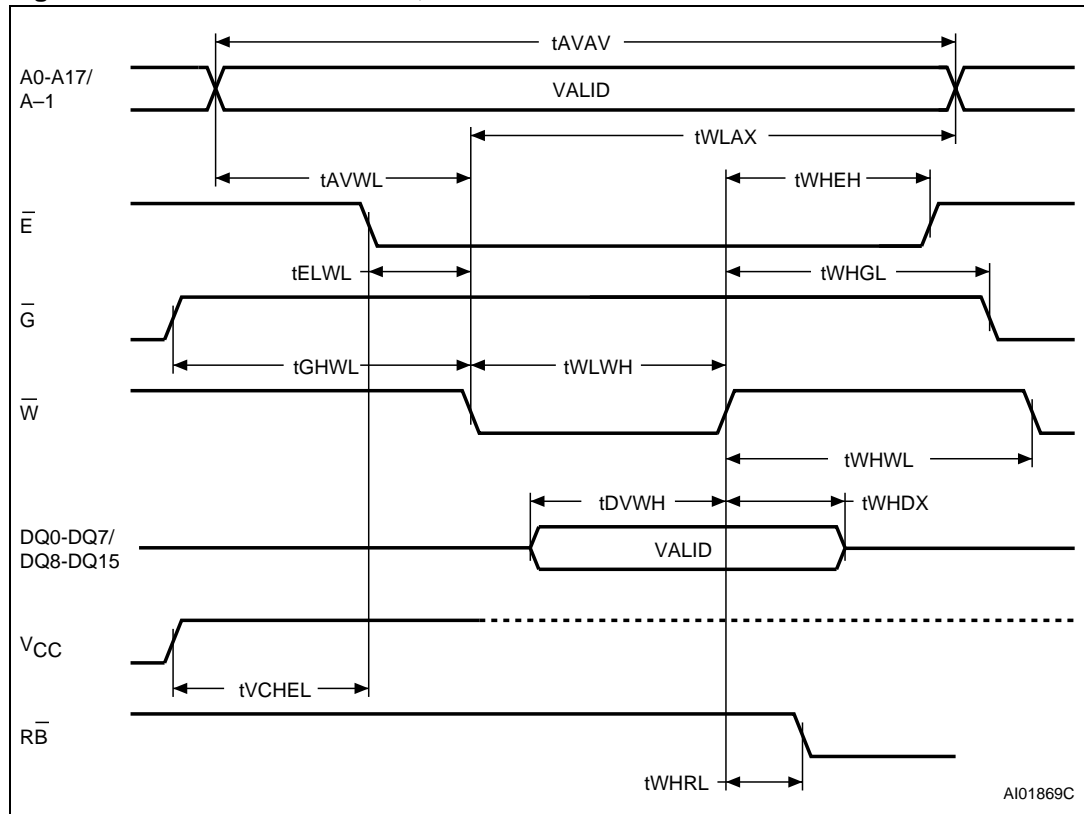 tAVAV
A0-A17/
A–1
VALID
tWLAX
tAVWL
tWHEH
E̅
tELWL
tWHGL
G̅
tGHWL
tWLWH
W̅
tWHWL
tDVWH
tWHDX
DQ0-DQ7/
DQ8-DQ15
VALID
VCC
tVCHEL
RB̅
tWHRL
AI01869C